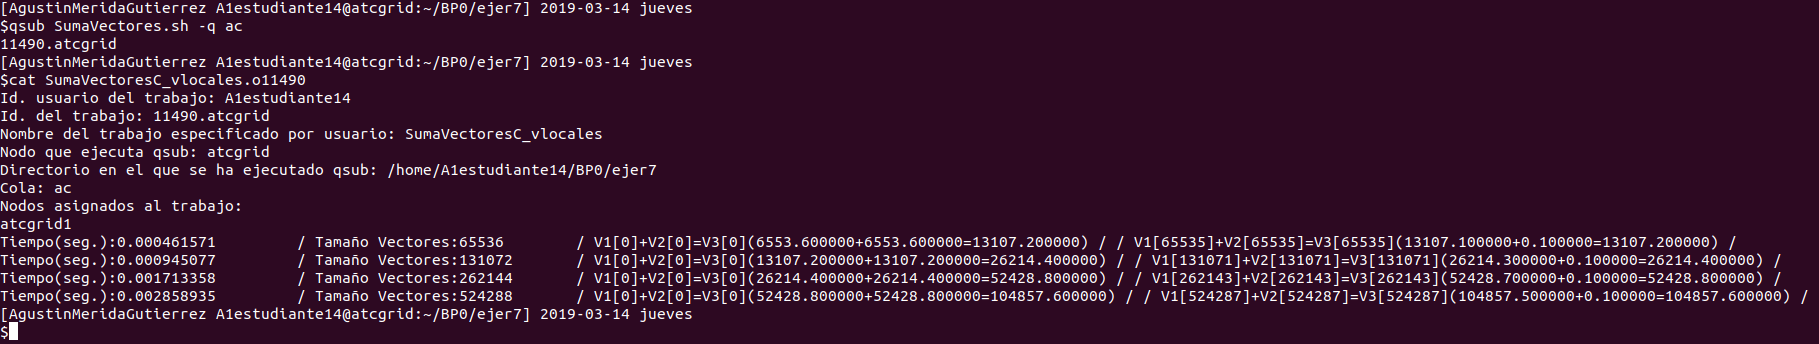 [AgustinMeridaGutierrez A1estudiante14@atcgrid:~/BP0/ejer7] 2019-03-14 jueves
$qsub SumaVectores.sh -q ac
11490.atcgrid
[AgustinMeridaGutierrez A1estudiante14@atcgrid:~/BP0/ejer7] 2019-03-14 jueves
$cat SumaVectoresC_vlocales.o11490
Id. usuario del trabajo: A1estudiante14
Id. del trabajo: 11490.atcgrid
Nombre del trabajo especificado por usuario: SumaVectoresC_vlocales
Nodo que ejecuta qsub: atcgrid
Directorio en el que se ha ejecutado qsub: /home/A1estudiante14/BP0/ejer7
Cola: ac
Nodos asignados al trabajo:
atcgrid1
Tiempo(seg.):0.000461571 / Tamaño Vectores:65536 / V1[0]+V2[0]=V3[0](6553.600000+6553.600000=13107.200000) / / V1[65535]+V2[65535]=V3[65535](13107.100000+0.100000=13107.200000) /
Tiempo(seg.):0.000945077 / Tamaño Vectores:131072 / V1[0]+V2[0]=V3[0](13107.200000+13107.200000=26214.400000) / / V1[131071]+V2[131071]=V3[131071](26214.300000+0.100000=26214.400000) /
Tiempo(seg.):0.001713358 / Tamaño Vectores:262144 / V1[0]+V2[0]=V3[0](26214.400000+26214.400000=52428.800000) / / V1[262143]+V2[262143]=V3[262143](52428.700000+0.100000=52428.800000) /
Tiempo(seg.):0.002858935 / Tamaño Vectores:524288 / V1[0]+V2[0]=V3[0](52428.800000+52428.800000=104857.600000) / / V1[524287]+V2[524287]=V3[524287](104857.500000+0.100000=104857.600000) /
[AgustinMeridaGutierrez A1estudiante14@atcgrid:~/BP0/ejer7] 2019-03-14 jueves
$